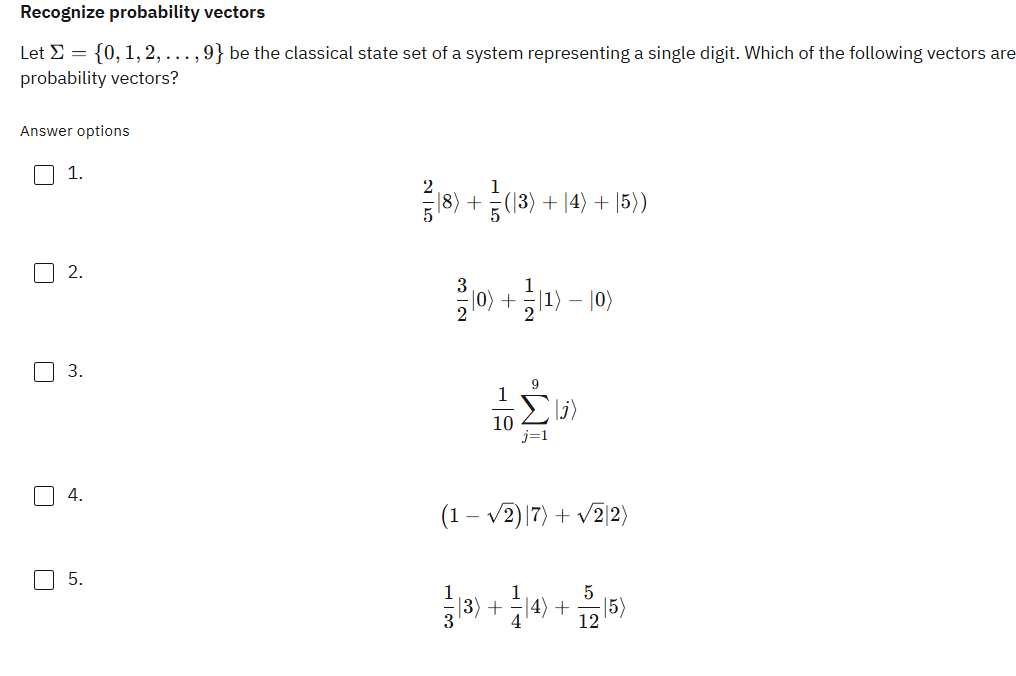 Recognize probability vectors
Let Σ = {0, 1, 2, . . . , 9} be the classical state set of a system representing a single digit. Which of the following vectors are
probability vectors?
Answer options
1.
$\frac{2}{5}|8\rangle + \frac{1}{5}(|3\rangle + |4\rangle + |5\rangle)$
2.
$\frac{3}{2}|0\rangle + \frac{1}{2}|1\rangle - |0\rangle$
3.
$\frac{1}{10}\sum_{j=1}^{9}|j\rangle$
4.
$(1 - \sqrt{2})|7\rangle + \sqrt{2}|2\rangle$
5.
$\frac{1}{3}|3\rangle + \frac{1}{4}|4\rangle + \frac{5}{12}|5\rangle$